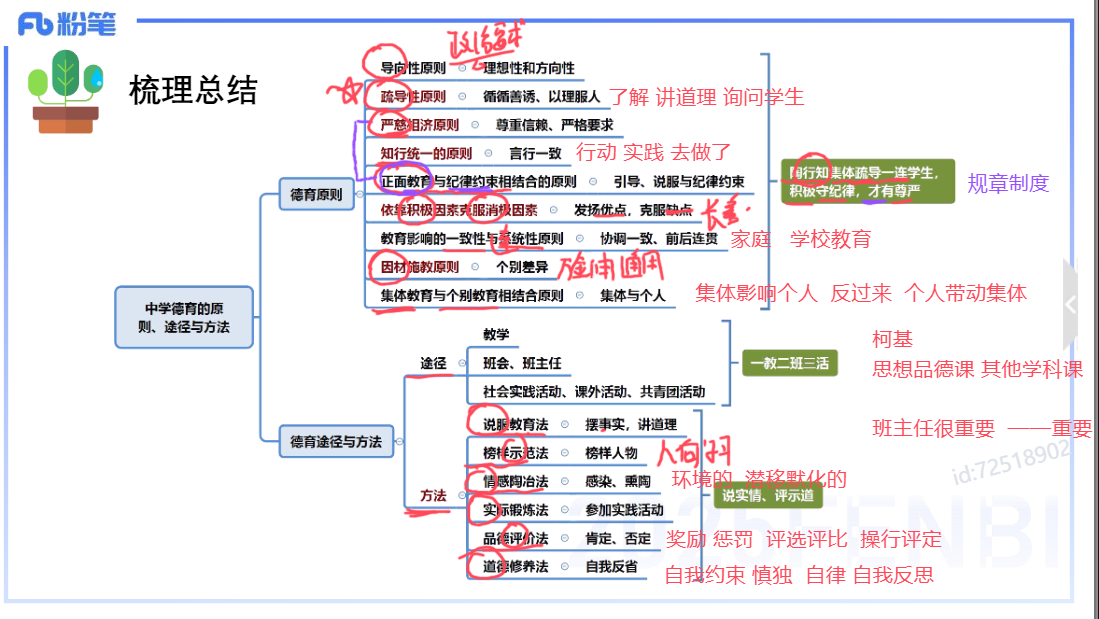 粉笔
梳理总结
中学德育的原则、途径与方法
德育原则
导向性原则 理想性和方向性
疏导性原则 循循善诱、以理服人 了解 讲道理 询问学生
严慈相济原则 尊重信赖、严格要求
知行统一的原则 言行一致 行动 实践 去做了
正面教育与纪律约束相结合的原则 引导、说服与纪律约束
依靠积极因素克服消极因素 发扬优点，克服缺点 长善
教育影响的一致性与系统性原则 协调一致、前后连贯 家庭 学校教育
因材施教原则 个别差异
集体教育与个别教育相结合原则 集体与个人 集体影响个人 反过来 个人带动集体
陶行知集体疏导一连学生，
积极守纪律，才有尊严
规章制度
德育途径与方法
途径
教学
班会、班主任
社会实践活动、课外活动、共青团活动
一教二班三活
柯基
思想品德课 其他学科课
班主任很重要 ——重要
方法
说服教育法 摆事实，讲道理
榜样示范法 榜样人物
情感陶冶法 感染、熏陶 环境的 潜移默化的
实际锻炼法 参加实践活动
品德评价法 肯定、否定 奖励 惩罚 评选评比 操行评定
道德修养法 自我反省 自我约束 慎独 自律 自我反思
说实情、评示道
id:72518902
2025FENBI